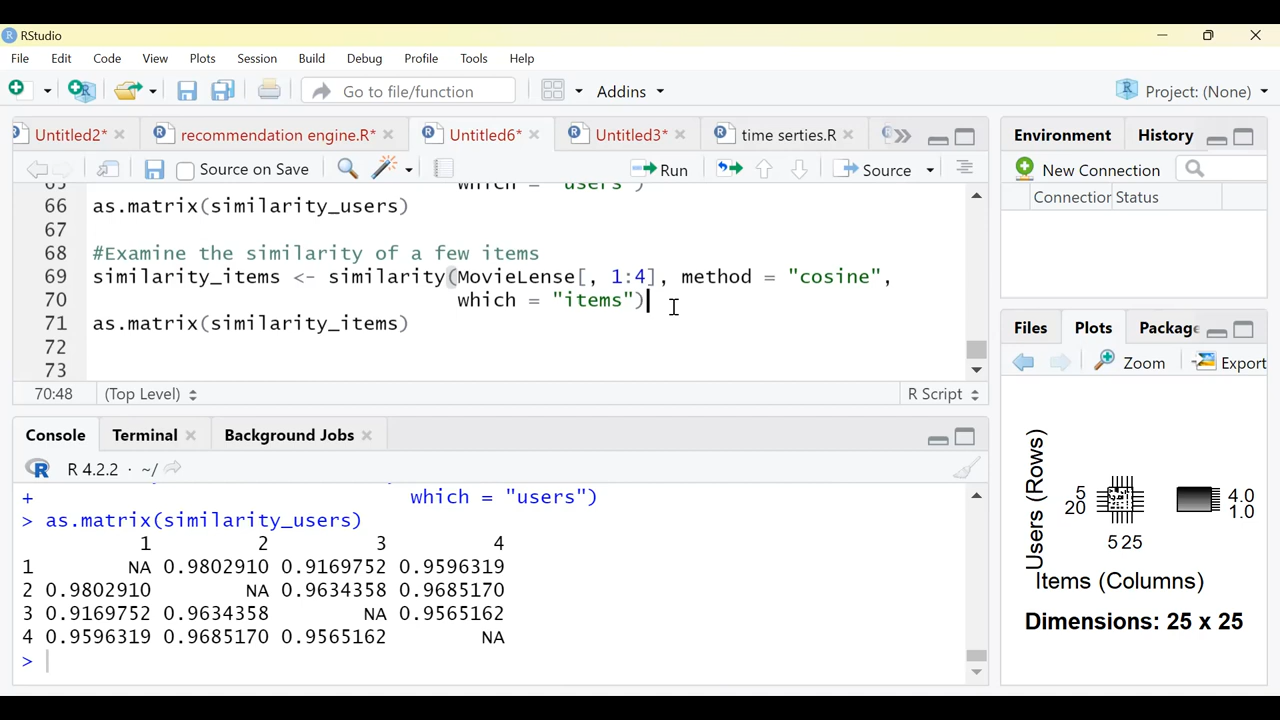 RStudio
File Edit Code View Plots Session Build Debug Profile Tools Help
Go to file/function Addins Project: (None)
Untitled2* recommendation engine.R* Untitled6* Untitled3* time serties.R
Source on Save Run Source
65 which = "users")
66 as.matrix(similarity_users)
67
68 #Examine the similarity of a few items
69 similarity_items <- similarity(MovieLense[, 1:4], method = "cosine",
70 which = "items")
71 as.matrix(similarity_items)
72
73
70:48 (Top Level) R Script
Console Terminal Background Jobs
R 4.2.2 · ~/
+ which = "users")
> as.matrix(similarity_users)
1 2 3 4
1 NA 0.9802910 0.9169752 0.9596319
2 0.9802910 NA 0.9634358 0.9685170
3 0.9169752 0.9634358 NA 0.9565162
4 0.9596319 0.9685170 0.9565162 NA
>
Environment History
New Connection
Connection Status
Files Plots Package
Zoom Export
Users (Rows)
5
20
5 25
4.0
1.0
Items (Columns)
Dimensions: 25 x 25